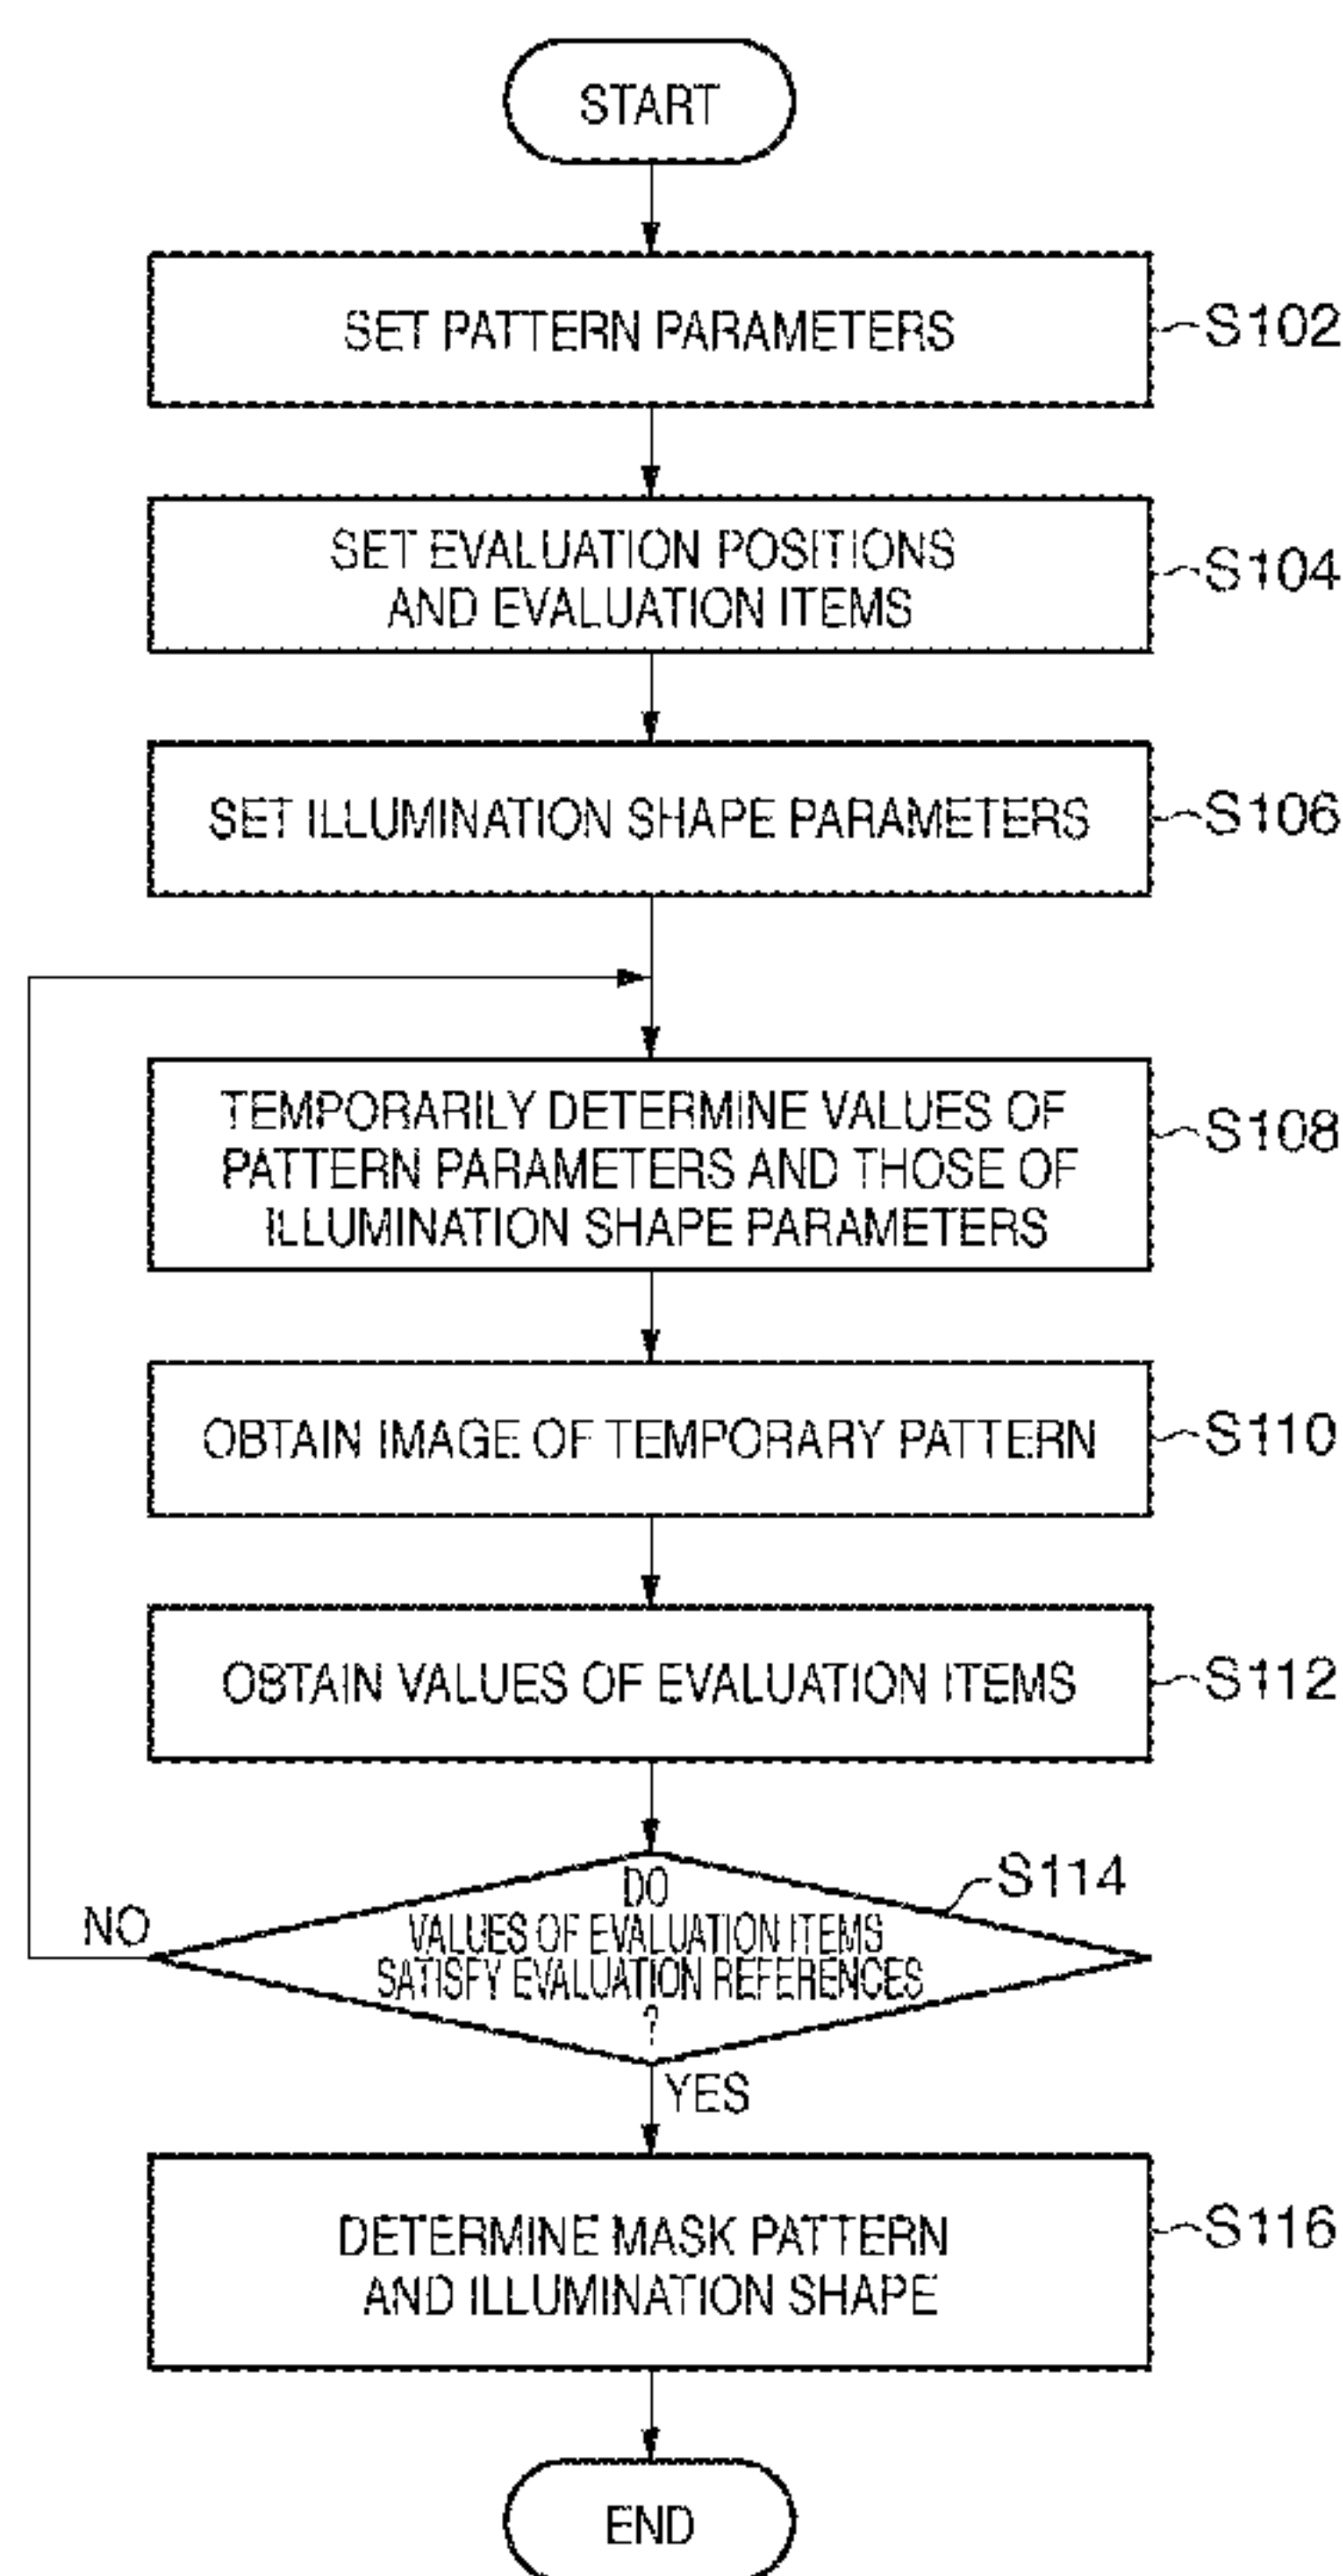 START
SET PATTERN PARAMETERS
S102
SET EVALUATION POSITIONS
AND EVALUATION ITEMS
S104
SET ILLUMINATION SHAPE PARAMETERS
S106
TEMPORARILY DETERMINE VALUES OF
PATTERN PARAMETERS AND THOSE OF
ILLUMINATION SHAPE PARAMETERS
S108
OBTAIN IMAGE OF TEMPORARY PATTERN
S110
OBTAIN VALUES OF EVALUATION ITEMS
S112
DO
VALUES OF EVALUATION ITEMS
SATISFY EVALUATION REFERENCES
?
S114
NO
YES
DETERMINE MASK PATTERN
AND ILLUMINATION SHAPE
S116
END